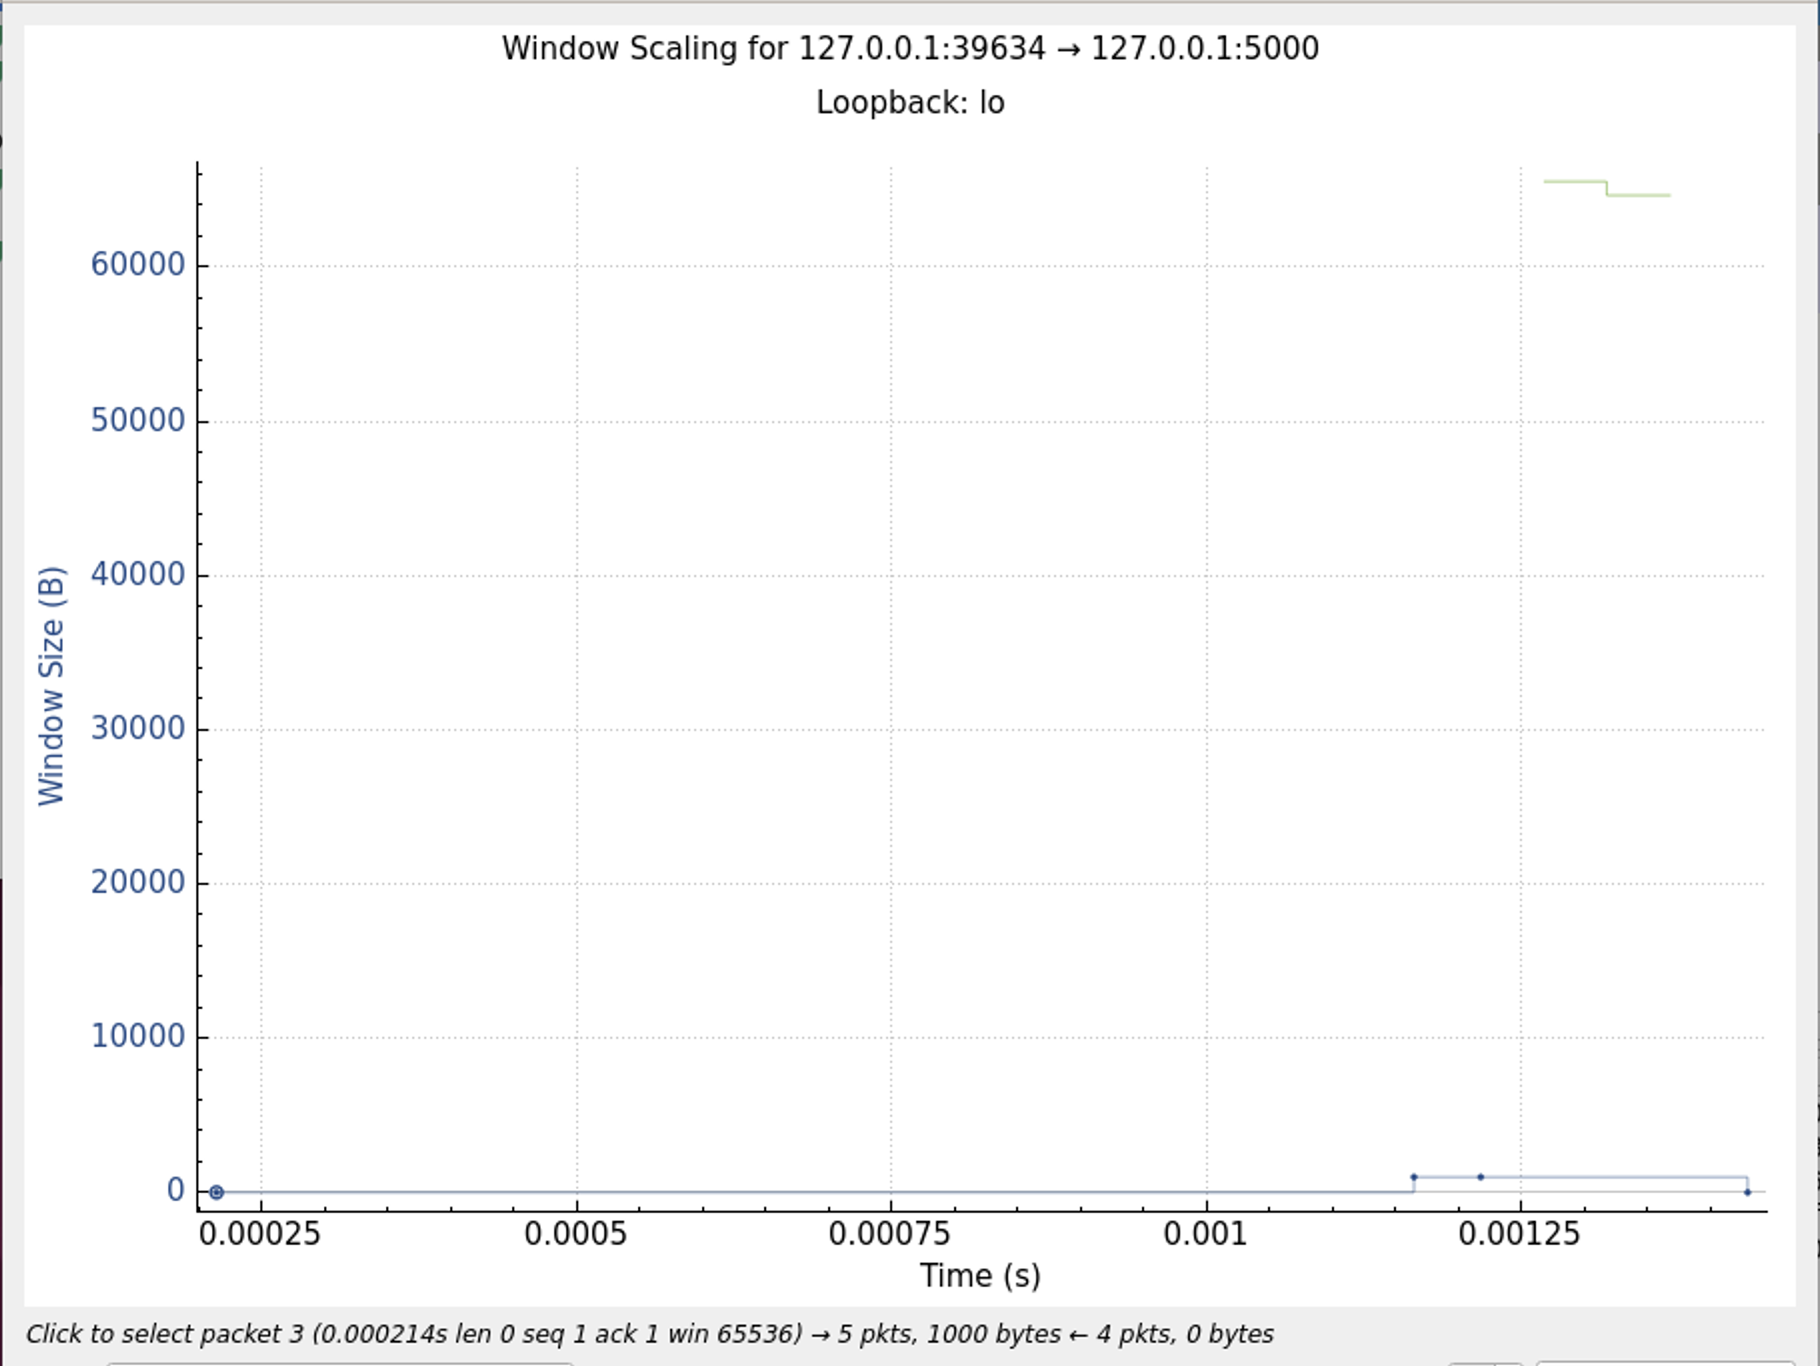 Window Scaling for 127.0.0.1:39634 → 127.0.0.1:5000
Loopback: lo
Window Size (B)
60000
50000
40000
30000
20000
10000
0
0.00025 0.0005 0.00075 0.001 0.00125
Time (s)
Click to select packet 3 (0.000214s len 0 seq 1 ack 1 win 65536) → 5 pkts, 1000 bytes ← 4 pkts, 0 bytes